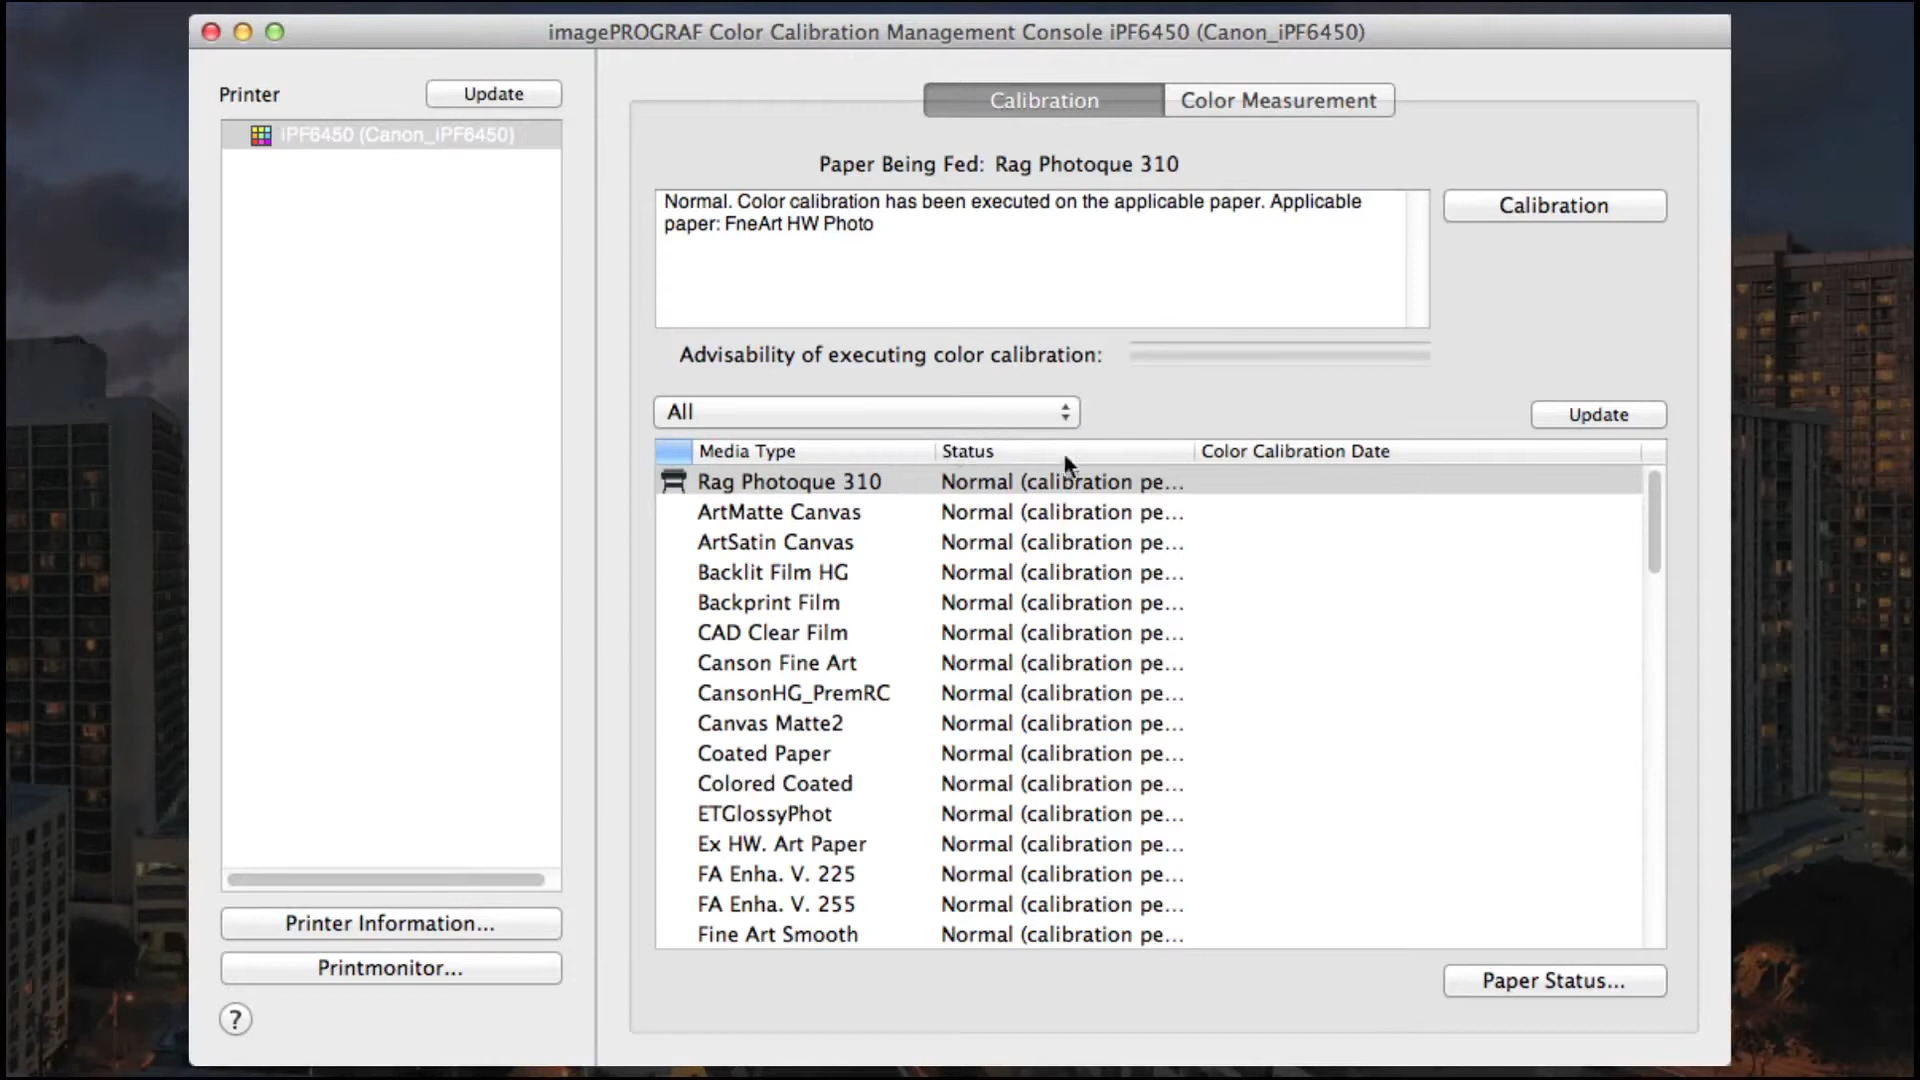 imagePROGRAF Color Calibration Management Console iPF6450 (Canon_iPF6450)
Printer
Update
iPF6450 (Canon_iPF6450)
Calibration
Color Measurement
Paper Being Fed: Rag Photoque 310
Normal. Color calibration has been executed on the applicable paper. Applicable
paper: FneArt HW Photo
Calibration
Advisability of executing color calibration:
All
Update
Media Type Status Color Calibration Date
Rag Photoque 310 Normal (calibration pe...
ArtMatte Canvas Normal (calibration pe...
ArtSatin Canvas Normal (calibration pe...
Backlit Film HG Normal (calibration pe...
Backprint Film Normal (calibration pe...
CAD Clear Film Normal (calibration pe...
Canson Fine Art Normal (calibration pe...
CansonHG_PremRC Normal (calibration pe...
Canvas Matte2 Normal (calibration pe...
Coated Paper Normal (calibration pe...
Colored Coated Normal (calibration pe...
ETGlossyPhot Normal (calibration pe...
Ex HW. Art Paper Normal (calibration pe...
FA Enha. V. 225 Normal (calibration pe...
FA Enha. V. 255 Normal (calibration pe...
Fine Art Smooth Normal (calibration pe...
Printer Information...
Printmonitor...
Paper Status...
?